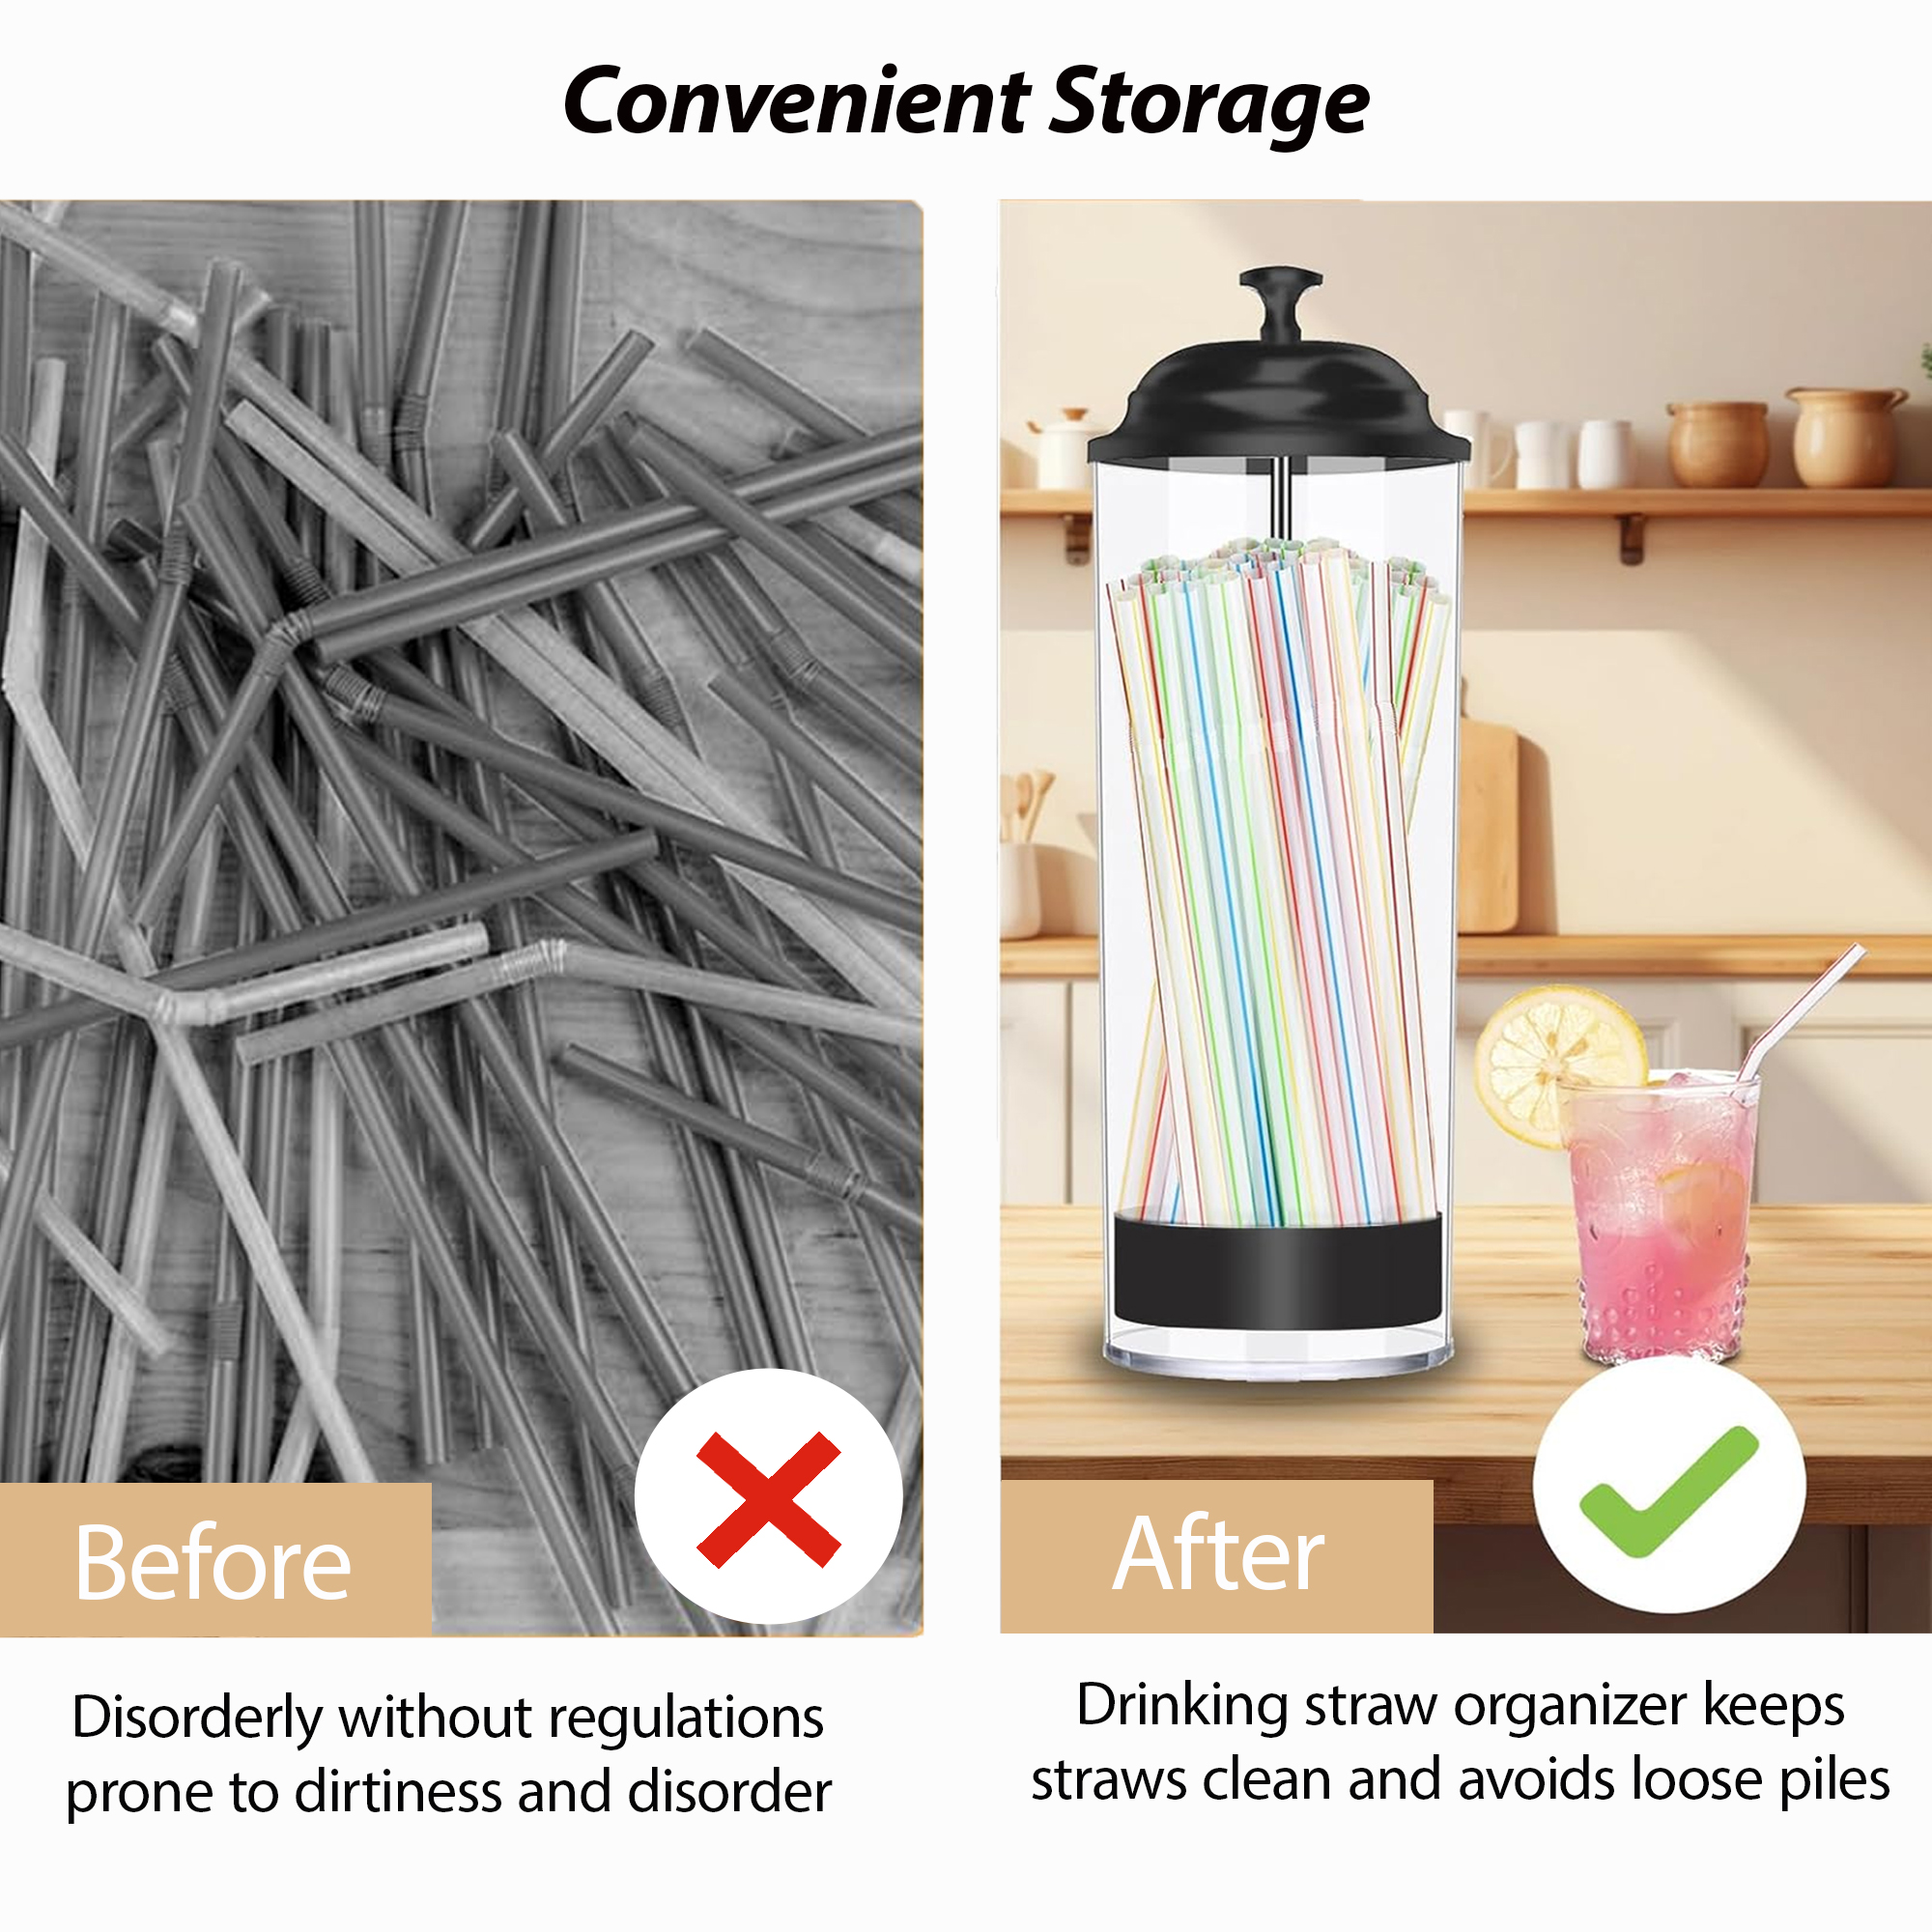 Convenient Storage
Before
Disorderly without regulations
prone to dirtiness and disorder
After
Drinking straw organizer keeps
straws clean and avoids loose piles